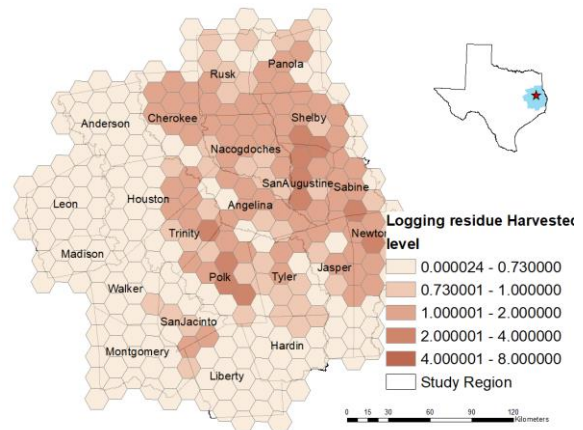 Rusk
Panola
Anderson
Cherokee
Shelby
Nacogdoches
SanAugustine
Sabine
Leon
Houston
Angelina
Trinity
Newton
Madison
Polk
Tyler
Jasper
Walker
SanJacinto
Montgomery
Hardin
Liberty
Logging residue Harvested
level
0.000024 - 0.730000
0.730001 - 1.000000
1.000001 - 2.000000
2.000001 - 4.000000
4.000001 - 8.000000
Study Region
0 15 30 60 90 120
Kilometers